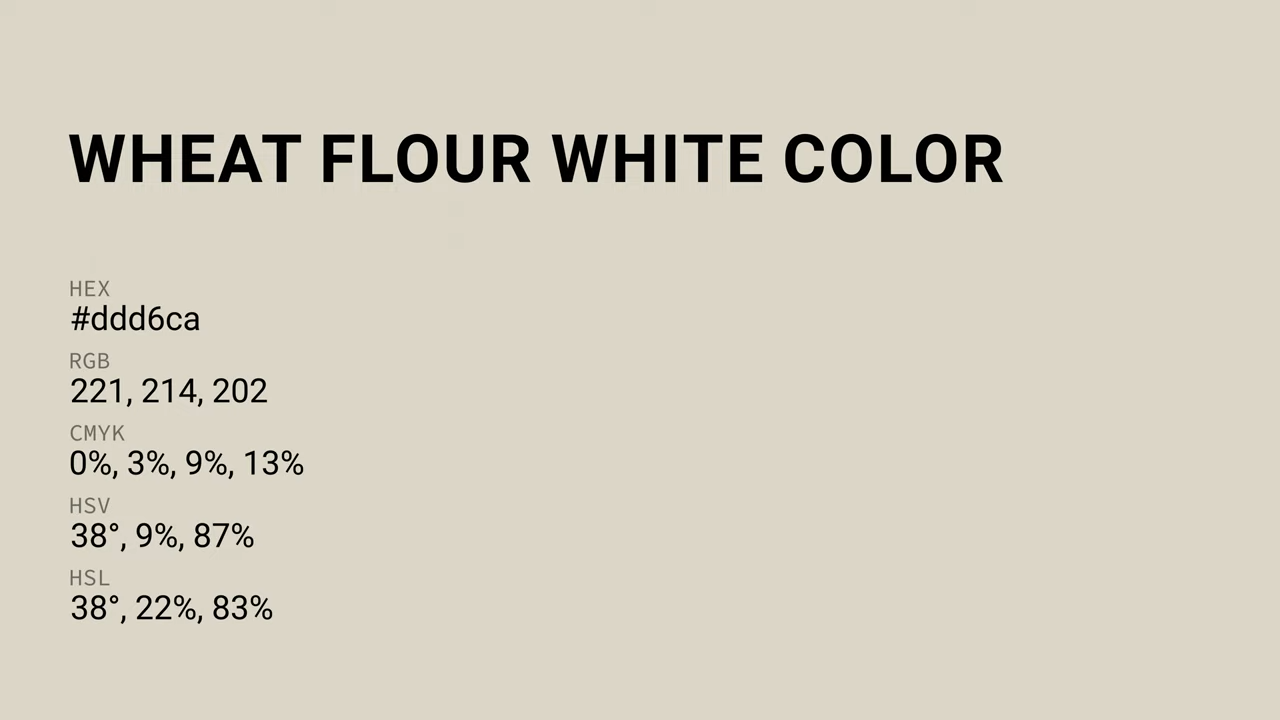 WHEAT FLOUR WHITE COLOR
HEX
#ddd6ca
RGB
221, 214, 202
CMYK
0%, 3%, 9%, 13%
HSV
38°, 9%, 87%
HSL
38°, 22%, 83%